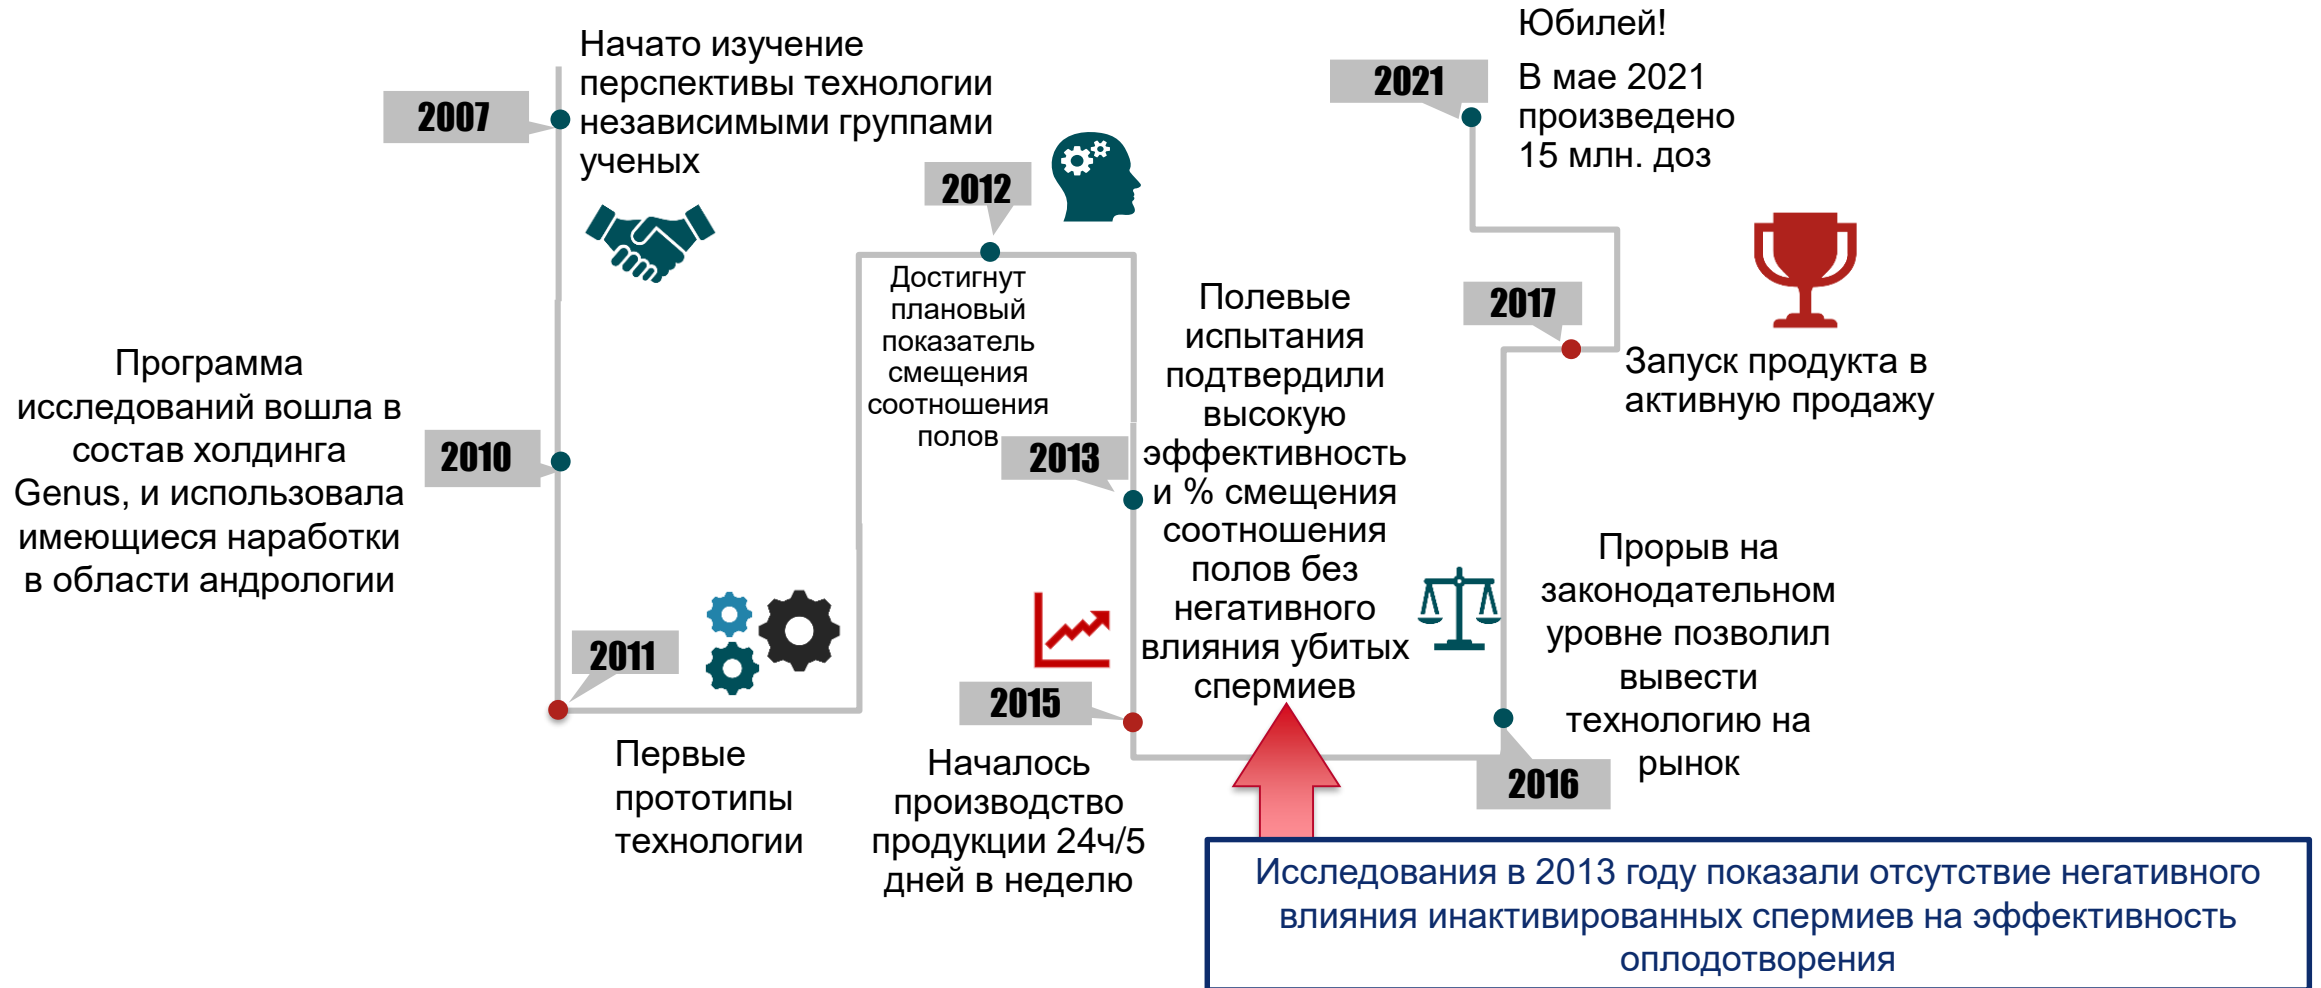 2007
Начато изучение
перспективы технологии
независимыми группами
ученых
Программа
исследований вошла в
состав холдинга
Genus, и использовала
имеющиеся наработки
в области андрологии
2010
2011
Первые
прототипы
технологии
2012
Достигнут
плановый
показатель
смещения
соотношения
полов
2013
Полевые
испытания
подтвердили
высокую
эффективность
и % смещения
соотношения
полов без
негативного
влияния убитых
спермиев
2015
Началось
производство
продукции 24ч/5
дней в неделю
2016
Прорыв на
законодательном
уровне позволил
вывести
технологию на
рынок
2017
Запуск продукта в
активную продажу
2021
Юбилей!
В мае 2021
произведено
15 млн. доз
Исследования в 2013 году показали отсутствие негативного
влияния инактивированных спермиев на эффективность
оплодотворения